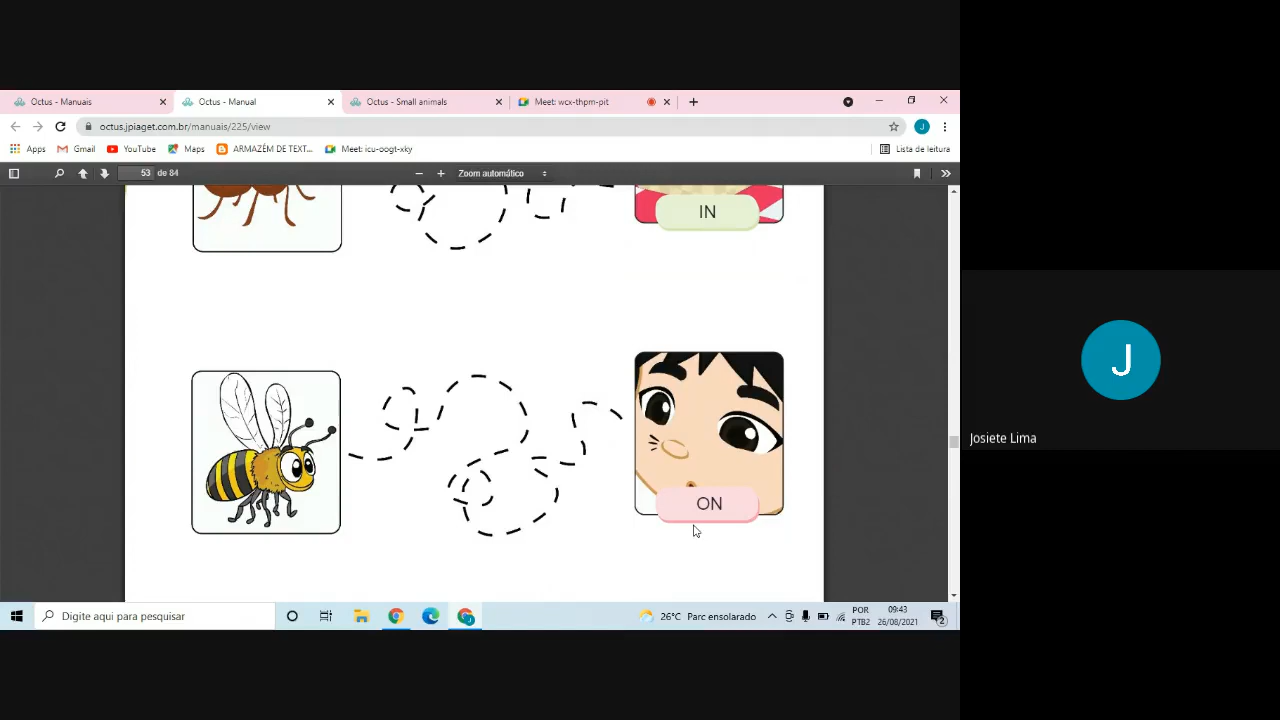 Octus - Manuais
Octus - Manual
Octus - Small animals
Meet: wcx-thpm-pit
octus.jpiaget.com.br/manuais/225/view
J
Apps
Gmail
YouTube
Maps
ARMAZÉM DE TEXT...
Meet: icu-oogt-xky
Lista de leitura
53 de 84
Zoom automático
IN
ON
J
Josiete Lima
Digite aqui para pesquisar
26°C Parc ensolarado
POR
PTB2
09:43
26/08/2021
2